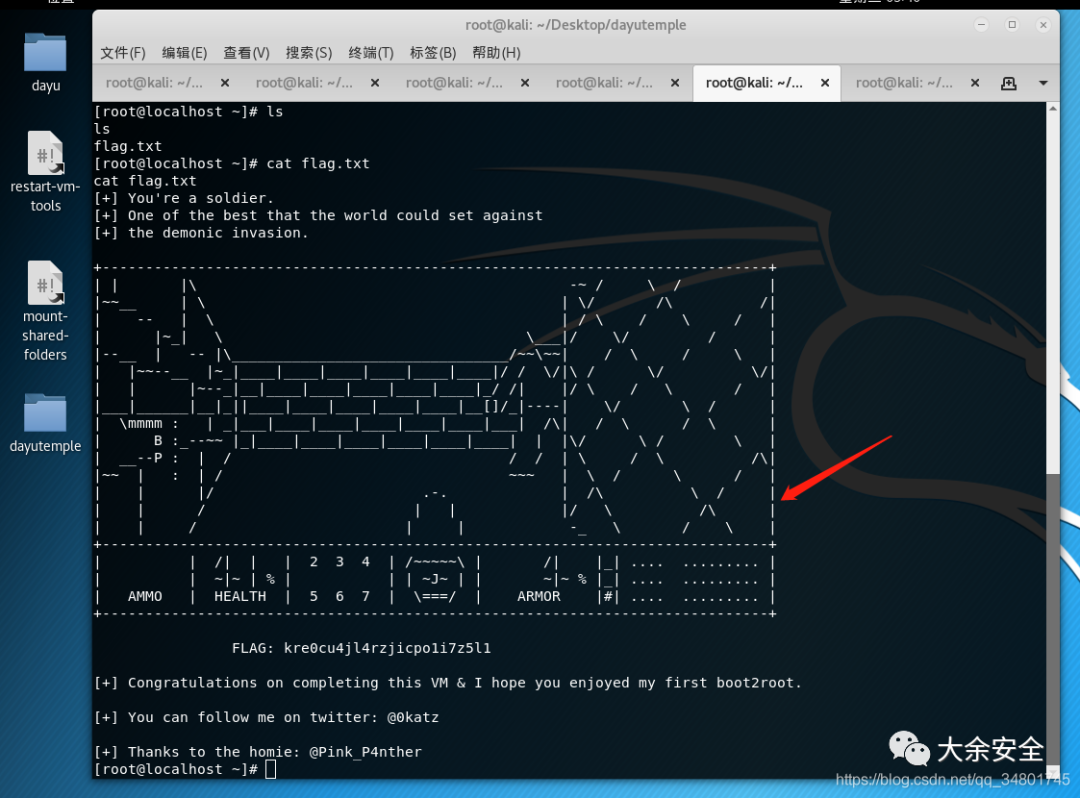 root@kali: ~/Desktop/dayutemple
文件(F) 编辑(E) 查看(V) 搜索(S) 终端(T) 标签(B) 帮助(H)
root@kali: ~/... × root@kali: ~/... × root@kali: ~/... × root@kali: ~/... × root@kali: ~/... × root@kali: ~/... ×
dayu
restart-vm-
tools
mount-
shared-
folders
dayutemple
[root@localhost ~]# ls
ls
flag.txt
[root@localhost ~]# cat flag.txt
cat flag.txt
[+] You're a soldier.
[+] One of the best that the world could set against
[+] the demonic invasion.
2 3 4
%
~J~
%
AMMO HEALTH 5 6 7 \===/ ARMOR |#| .... .........
FLAG: kre0cu4jl4rzjicpo1i7z5l1
[+] Congratulations on completing this VM & I hope you enjoyed my first boot2root.
[+] You can follow me on twitter: @0katz
[+] Thanks to the homie: @Pink_P4nther
[root@localhost ~]#
大余安全
https://blog.csdn.net/qq_34801745